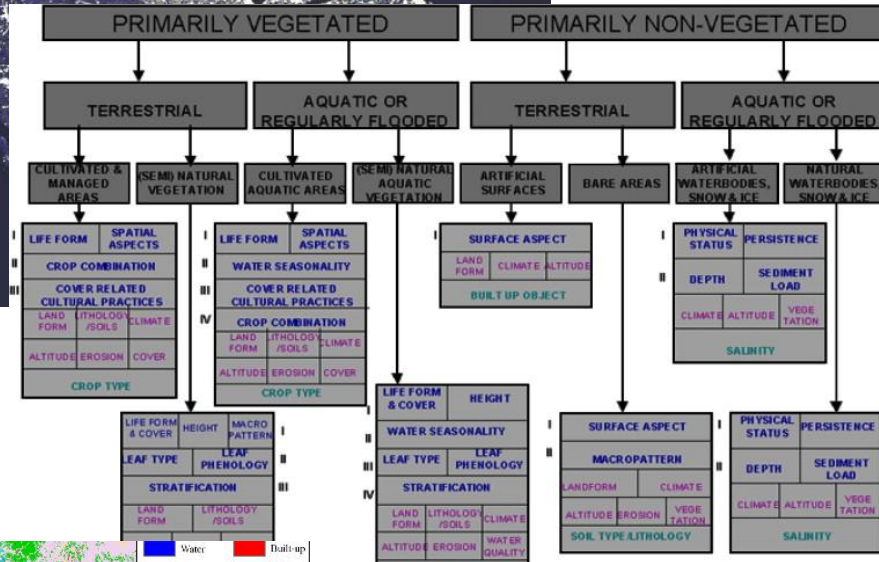 PRIMARILY VEGETATED
PRIMARILY NON-VEGETATED
TERRESTRIAL
AQUATIC OR
REGULARLY FLOODED
TERRESTRIAL
AQUATIC OR
REGULARLY FLOODED
CULTIVATED &
MANAGED
AREAS
(SEMI) NATURAL
VEGETATION
CULTIVATED
AQUATIC AREAS
(SEMI) NATURAL
AQUATIC
VEGETATION
ARTIFICIAL
SURFACES
BARE AREAS
ARTIFICIAL
WATERBODIES,
SNOW & ICE
NATURAL
WATERBODIES
SNOW & ICE
I
LIFE FORM
SPATIAL
ASPECTS
II
CROP COMBINATION
III
COVER RELATED
CULTURAL PRACTICES
LAND
FORM
LITHOLOGY
/SOILS
CLIMATE
ALTITUDE
EROSION
COVER
CROP TYPE
I
LIFE FORM
SPATIAL
ASPECTS
II
WATER SEASONALITY
III
COVER RELATED
CULTURAL PRACTICES
IV
CROP COMBINATION
LAND
FORM
LITHOLOGY
/SOILS
CLIMATE
ALTITUDE
EROSION
COVER
CROP TYPE
I
SURFACE ASPECT
LAND
FORM
CLIMATE
ALTITUDE
BUILT UP OBJECT
I
PHYSICAL
STATUS
PERSISTENCE
II
DEPTH
SEDIMENT
LOAD
CLIMATE
ALTITUDE
VEGE
TATION
SALINITY
LIFE FORM
& COVER
HEIGHT
MACRO
PATTERN
I
LEAF TYPE
LEAF
PHENOLOGY
II
STRATIFICATION
III
LAND
FORM
LITHOLOGY
/SOILS
I
LIFE FORM
& COVER
HEIGHT
II
WATER SEASONALITY
III
LEAF TYPE
LEAF
PHENOLOGY
IV
STRATIFICATION
LAND
FORM
LITHOLOGY
/SOILS
CLIMATE
ALTITUDE
EROSION
WATER
QUALITY
I
SURFACE ASPECT
II
MACROPATTERN
LANDFORM
CLIMATE
ALTITUDE
EROSION
VEGE
TATION
SOIL TYPE/LITHOLOGY
I
PHYSICAL
STATUS
PERSISTENCE
II
DEPTH
SEDIMENT
LOAD
CLIMATE
ALTITUDE
VEGE
TATION
SALINITY
Water
Built-up